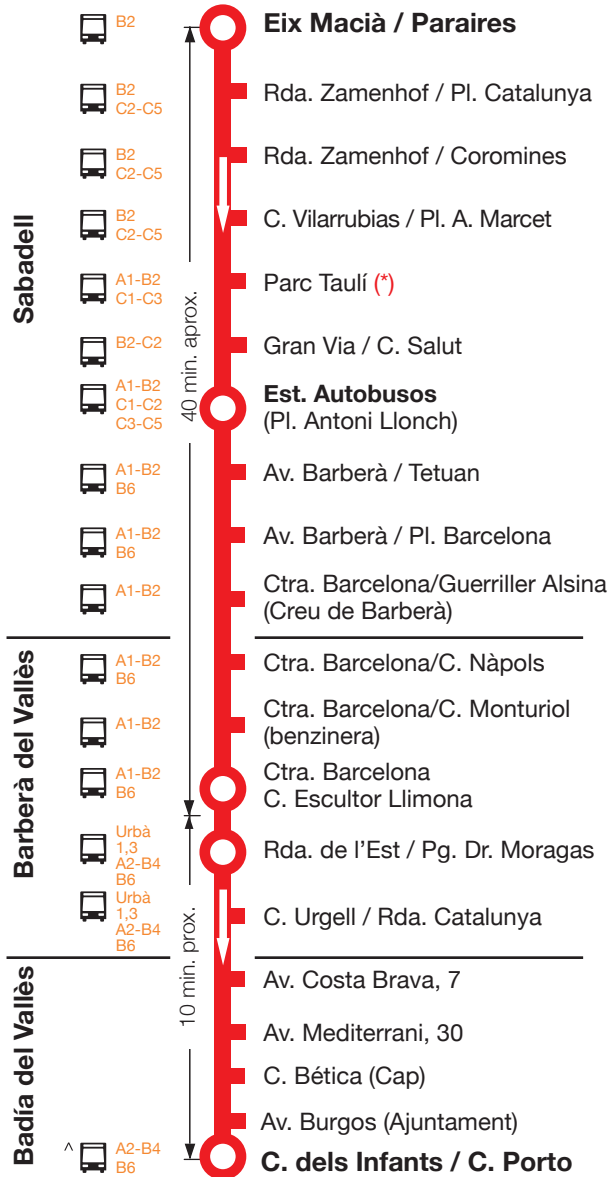 Sabadell
B2
Eix Macià / Paraires
B2
C2-C5
Rda. Zamenhof / Pl. Catalunya
B2
C2-C5
Rda. Zamenhof / Coromines
B2
C2-C5
C. Vilarrubias / Pl. A. Marcet
A1-B2
C1-C3
Parc Taulí (*)
B2-C2
Gran Via / C. Salut
40 min. aprox.
A1-B2
C1-C2
C3-C5
Est. Autobusos
(Pl. Antoni Llonch)
A1-B2
B6
Av. Barberà / Tetuan
A1-B2
B6
Av. Barberà / Pl. Barcelona
A1-B2
Ctra. Barcelona/Guerriller Alsina
(Creu de Barberà)
Barberà del Vallès
A1-B2
B6
Ctra. Barcelona/C. Nàpols
A1-B2
Ctra. Barcelona/C. Monturiol
(benzinera)
A1-B2
B6
Ctra. Barcelona
C. Escultor Llimona
Urbà
1,3
A2-B4
B6
Rda. de l'Est / Pg. Dr. Moragas
Urbà
1,3
A2-B4
B6
C. Urgell / Rda. Catalunya
10 min. prox.
Badía del Vallès
Av. Costa Brava, 7
Av. Mediterrani, 30
C. Bética (Cap)
Av. Burgos (Ajuntament)
^
A2-B4
B6
C. dels Infants / C. Porto